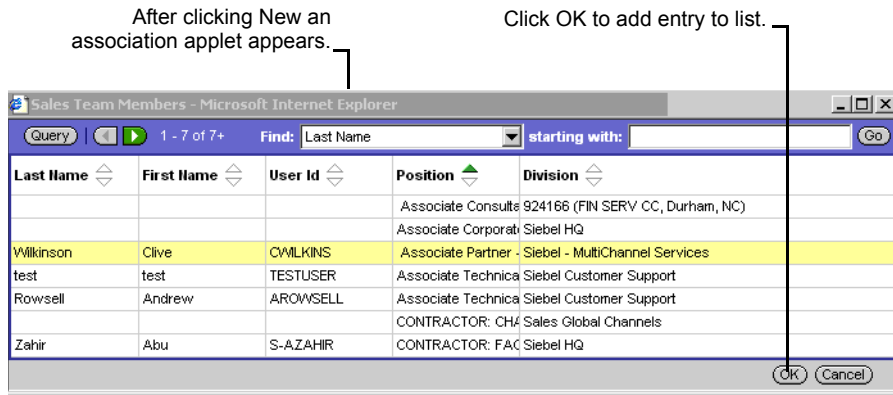 After clicking New an
association applet appears.
Click OK to add entry to list.
Sales Team Members - Microsoft Internet Explorer
Query 1 - 7 of 7+ Find: Last Name starting with: Go
Last Name First Name User Id Position Division
Associate Consulta 924166 (FIN SERV CC, Durham, NC)
Associate Corporat Siebel HQ
Wilkinson Clive CWILKINS Associate Partner - Siebel - MultiChannel Services
test test TESTUSER Associate Technica Siebel Customer Support
Rowsell Andrew AROWSELL Associate Technica Siebel Customer Support
CONTRACTOR: CHA Sales Global Channels
Zahir Abu S-AZAHIR CONTRACTOR: FAC Siebel HQ
OK Cancel